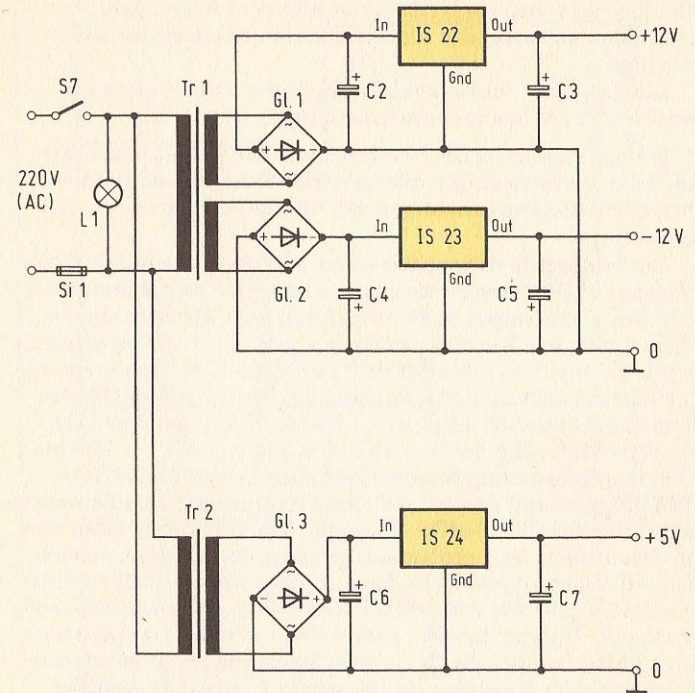 In
IS 22
Out
+12V
Gnd
+
C2
+
C3
S7
Tr 1
Gl. 1
~
+
-
~
220V
(AC)
L1
Si 1
~
-
+
-
~
Gl. 2
In
IS 23
Out
-12V
Gnd
C4
+
C5
+
0
Tr 2
Gl. 3
~
-
+
~
In
IS 24
Out
+5V
Gnd
+
C6
+
C7
0